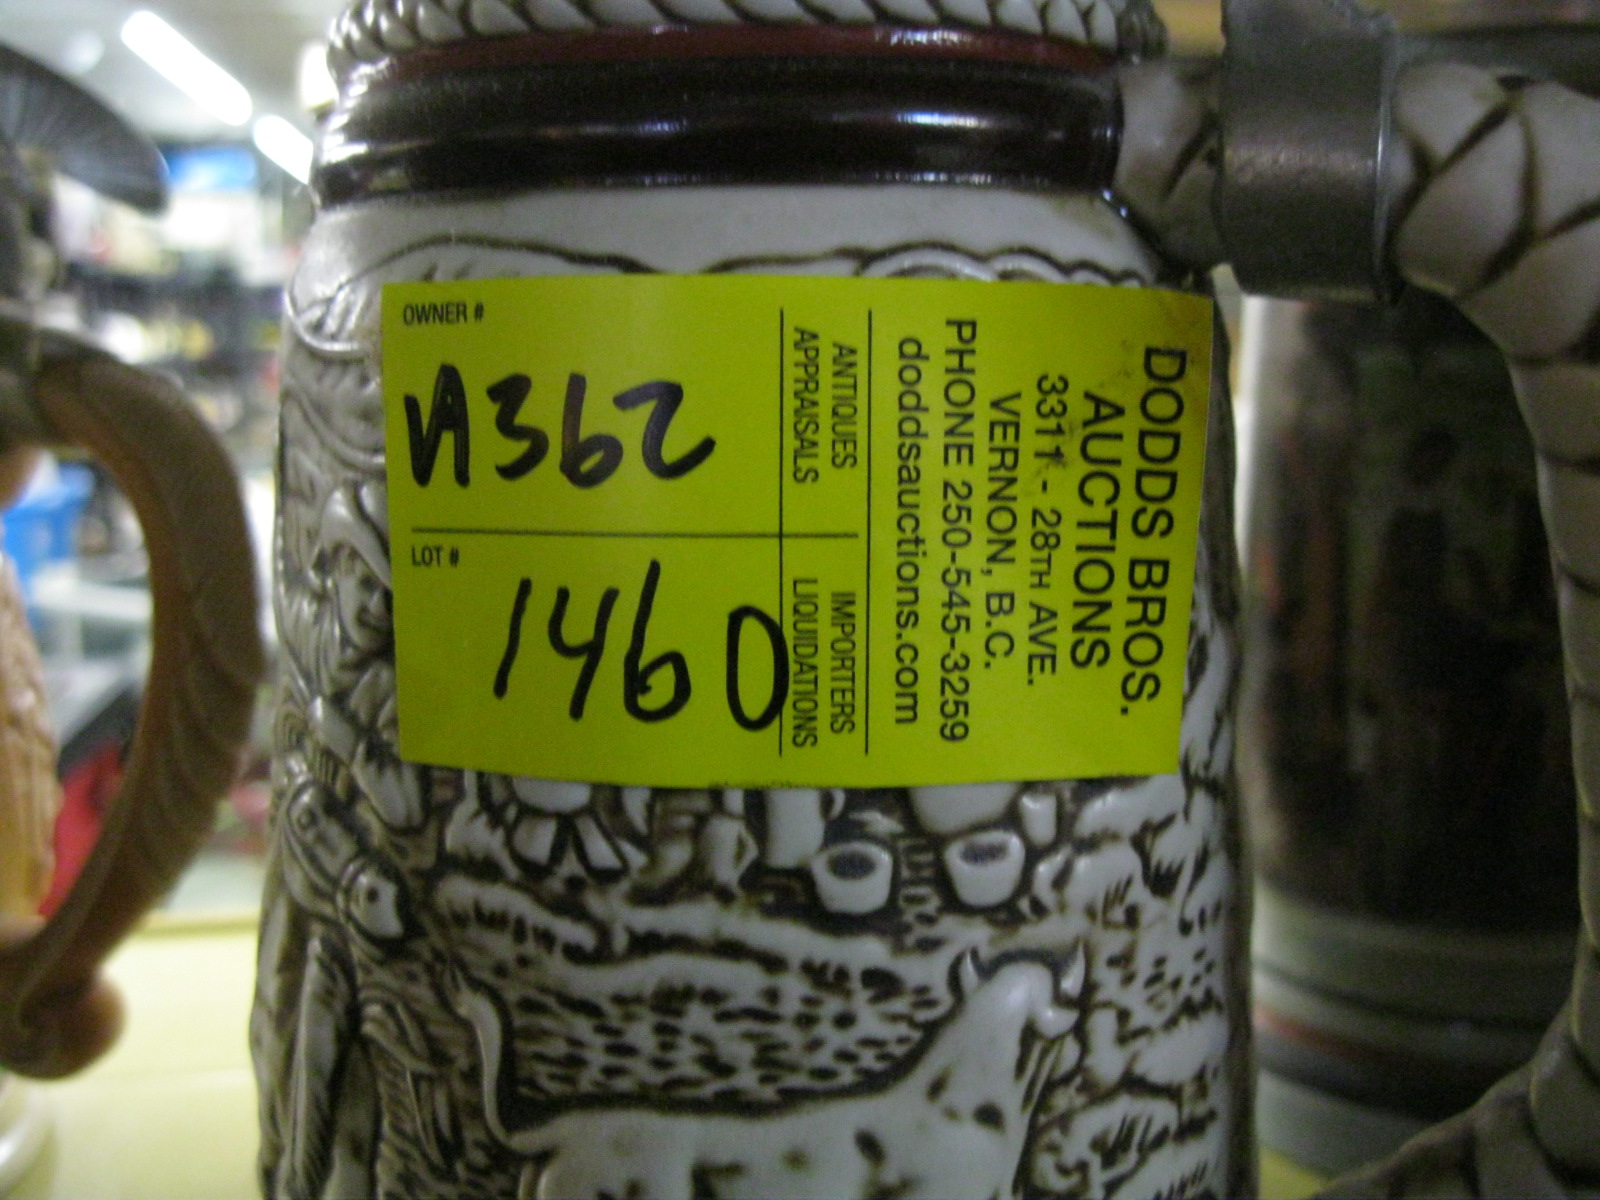 OWNER #
A362
LOT #
1460
ANTIQUES
APPRAISALS
IMPORTERS
LIQUIDATIONS
DODDS BROS.
AUCTIONS
3311 - 28TH AVE.
VERNON, B.C.
PHONE 250-545-3259
doddsauctions.com